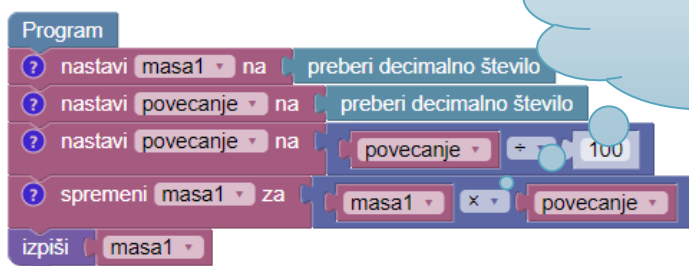 Program
? nastavi masa1 na preberi decimalno število
? nastavi povecanje na preberi decimalno število
? nastavi povecanje na povecanje ÷ 100
? spremeni masa1 za masa1 × povecanje
izpiši masa1